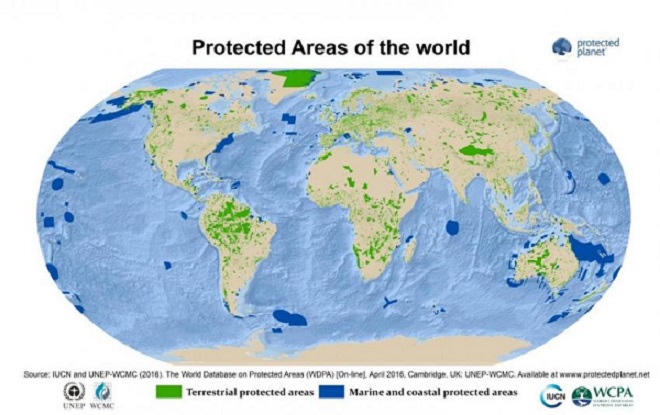 Protected Areas of the world
protected
planet
Source: IUCN and UNEP-WCMC (2016). The World Database on Protected Areas (WDPA) [On-line], April 2016, Cambridge, UK: UNEP-WCMC. Available at www.protectedplanet.net
UNEP WCMC
Terrestrial protected areas
Marine and coastal protected areas
IUCN
WCPA